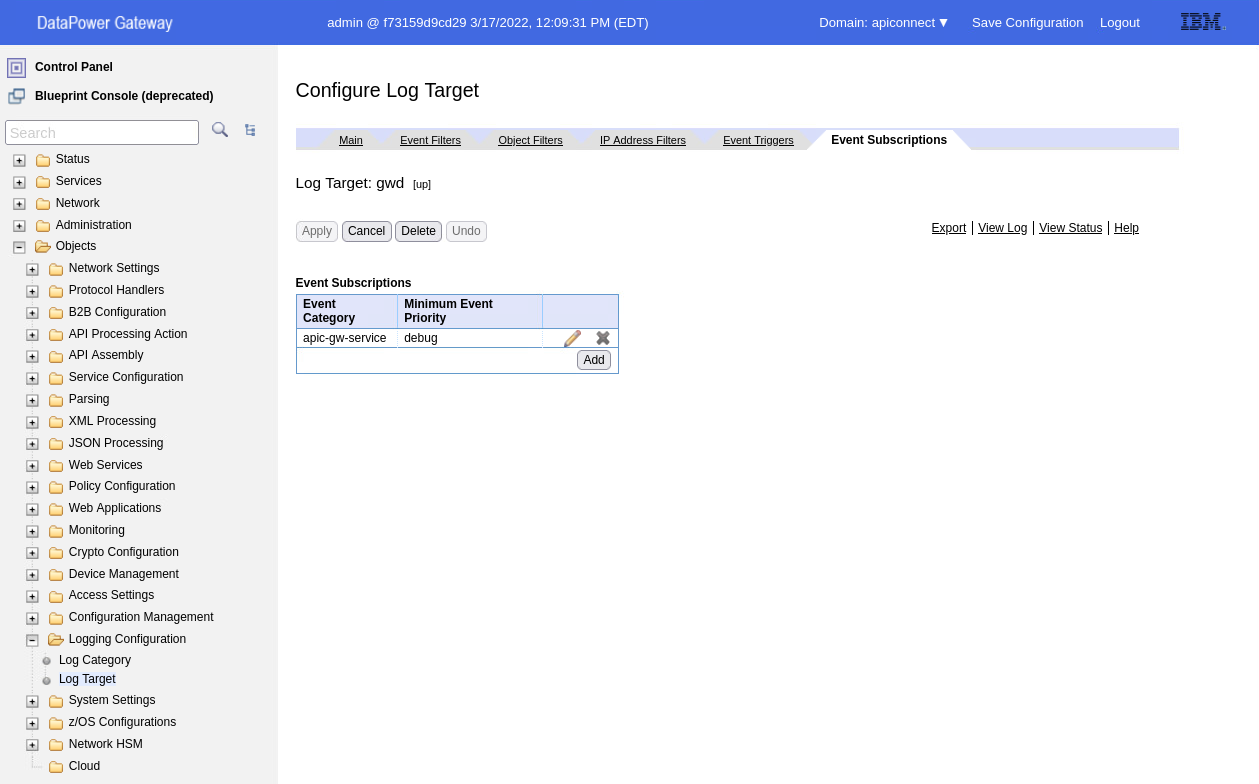 DataPower Gateway
admin @ f73159d9cd29 3/17/2022, 12:09:31 PM (EDT)
Domain: apiconnect ▼
Save Configuration
Logout
IBM
Control Panel
Blueprint Console (deprecated)
Search
Status
Services
Network
Administration
Objects
Network Settings
Protocol Handlers
B2B Configuration
API Processing Action
API Assembly
Service Configuration
Parsing
XML Processing
JSON Processing
Web Services
Policy Configuration
Web Applications
Monitoring
Crypto Configuration
Device Management
Access Settings
Configuration Management
Logging Configuration
Log Category
Log Target
System Settings
z/OS Configurations
Network HSM
Cloud
Configure Log Target
Main
Event Filters
Object Filters
IP Address Filters
Event Triggers
Event Subscriptions
Log Target: gwd [up]
Apply
Cancel
Delete
Undo
Export | View Log | View Status | Help
Event Subscriptions
Event Category
Minimum Event Priority
apic-gw-service
debug
Add